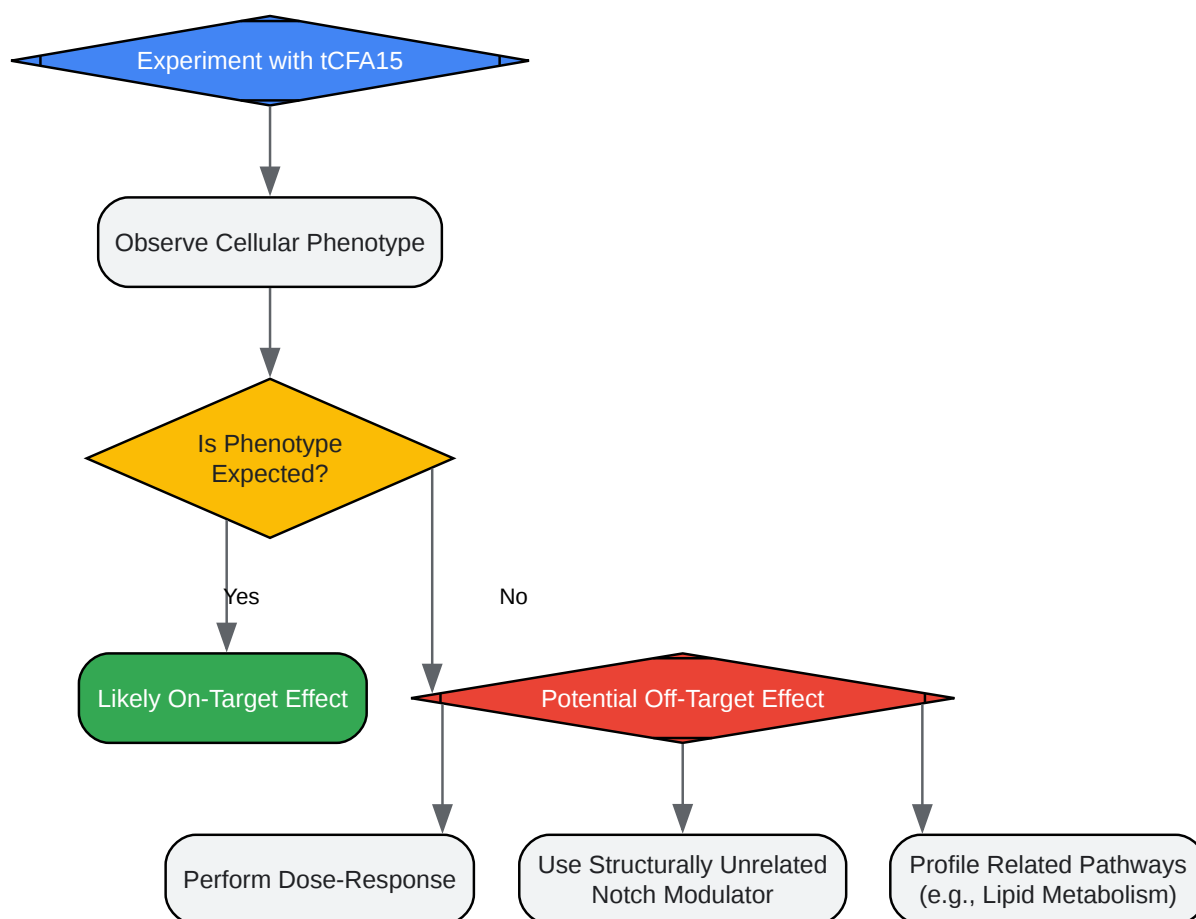 Experiment with tCFA15
Observe Cellular Phenotype
Is Phenotype
Expected?
Yes
No
Likely On-Target Effect
Potential Off-Target Effect
Perform Dose-Response
Use Structurally Unrelated
Notch Modulator
Profile Related Pathways
(e.g., Lipid Metabolism)